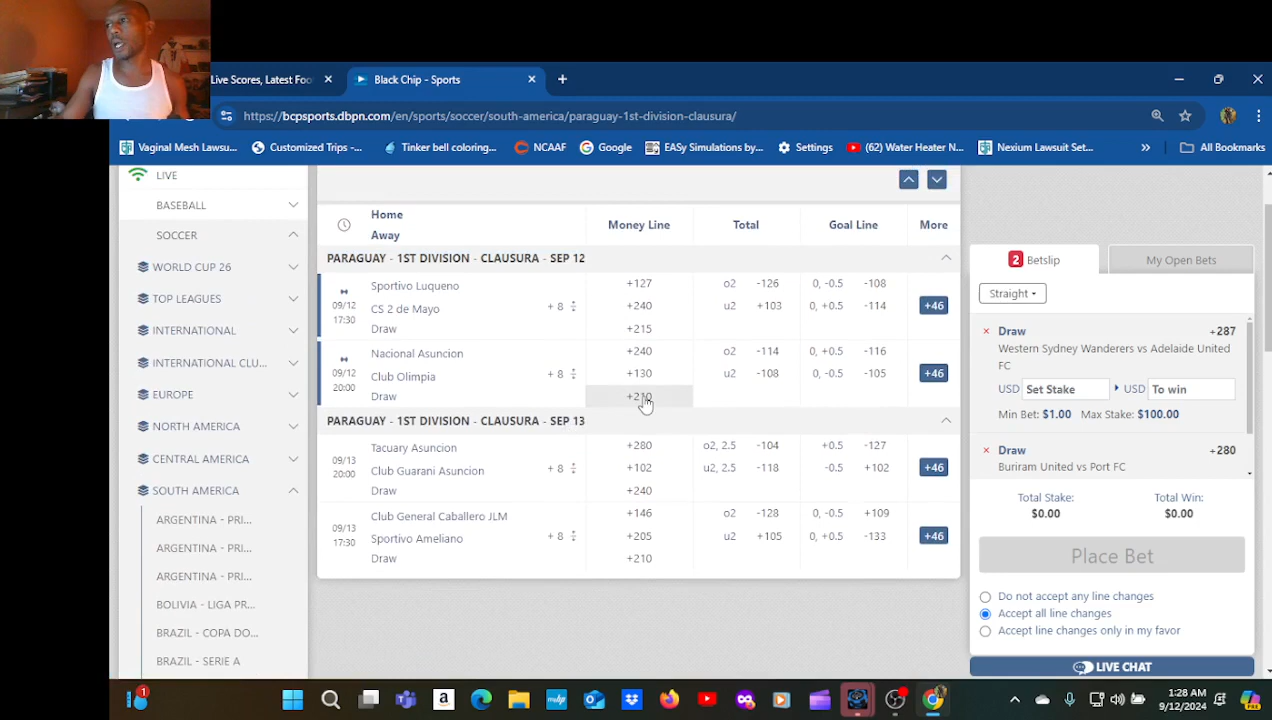 Live Scores, Latest Foo
Black Chip - Sports
https://bcpsports.dbpn.com/en/sports/soccer/south-america/paraguay-1st-division-clausura/
Vaginal Mesh Lawsu...
Customized Trips -...
Tinker bell coloring...
NCAAF
Google
EASy Simulations by...
Settings
(62) Water Heater N...
Nexium Lawsuit Set...
»
All Bookmarks
LIVE
BASEBALL
SOCCER
WORLD CUP 26
TOP LEAGUES
INTERNATIONAL
INTERNATIONAL CLU...
EUROPE
NORTH AMERICA
CENTRAL AMERICA
SOUTH AMERICA
ARGENTINA - PRI...
ARGENTINA - PRI...
ARGENTINA - PRI...
BOLIVIA - LIGA PR...
BRAZIL - COPA DO...
BRAZIL - SERIE A
Home
Away
Money Line
Total
Goal Line
More
PARAGUAY - 1ST DIVISION - CLAUSURA - SEP 12
09/12
17:30
Sportivo Luqueno +127 o2 -126 0, -0.5 -108
CS 2 de Mayo + 8 +240 u2 +103 0, +0.5 -114 +46
Draw +215
09/12
20:00
Nacional Asuncion +240 o2 -114 0, +0.5 -116
Club Olimpia + 8 +130 u2 -108 0, -0.5 -105 +46
Draw +210
PARAGUAY - 1ST DIVISION - CLAUSURA - SEP 13
09/13
20:00
Tacuary Asuncion +280 o2, 2.5 -104 +0.5 -127
Club Guarani Asuncion + 8 +102 u2, 2.5 -118 -0.5 +102 +46
Draw +240
09/13
17:30
Club General Caballero JLM +146 o2 -128 0, -0.5 +109
Sportivo Ameliano + 8 +205 u2 +105 0, +0.5 -133 +46
Draw +210
2 Betslip
My Open Bets
Straight
Draw +287
Western Sydney Wanderers vs Adelaide United
FC
USD Set Stake USD To win
Min Bet: $1.00 Max Stake: $100.00
Draw +280
Buriram United vs Port FC
Total Stake: Total Win:
$0.00 $0.00
Place Bet
Do not accept any line changes
Accept all line changes
Accept line changes only in my favor
LIVE CHAT
1
1:28 AM
9/12/2024